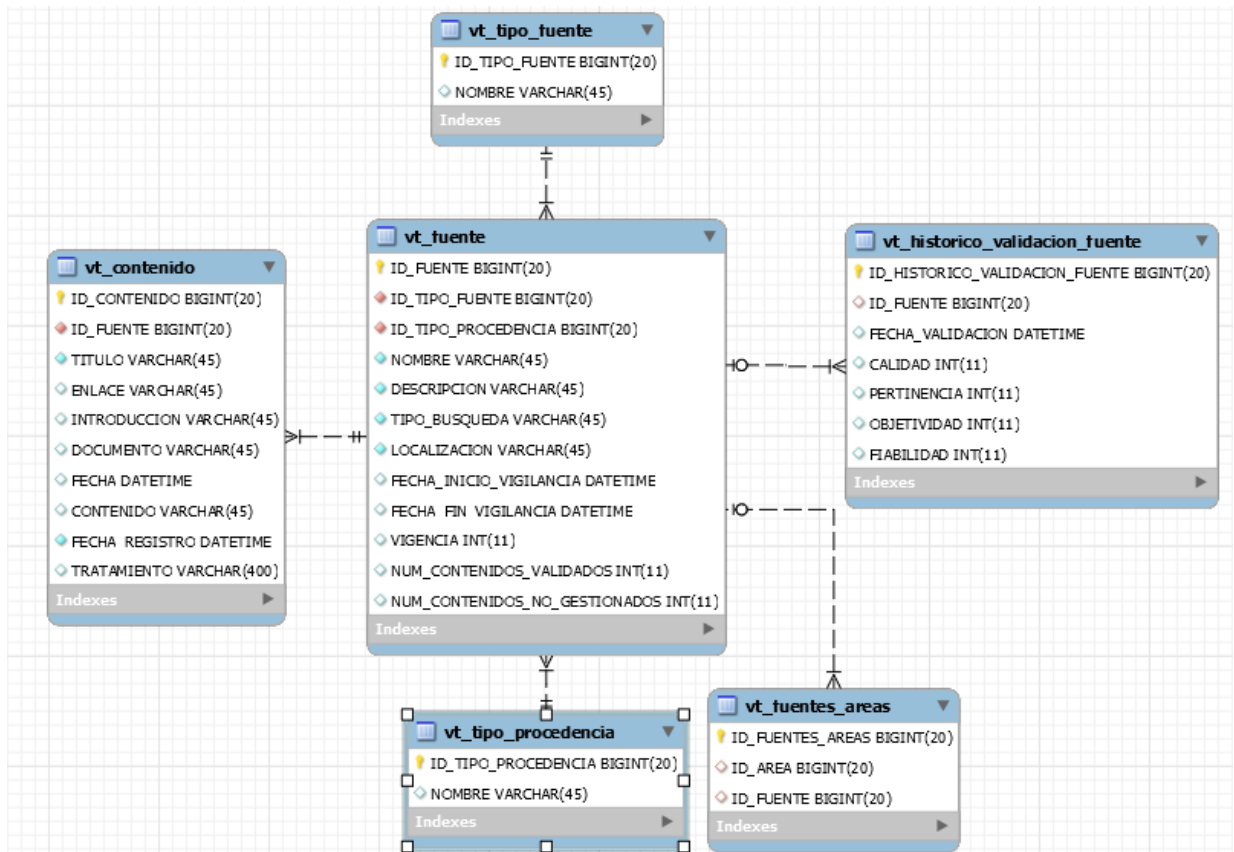 vt_tipo_fuente
ID_TIPO_FUENTE BIGINT(20)
NOMBRE VARCHAR(45)
Indexes
vt_contenido
ID_CONTENIDO BIGINT(20)
ID_FUENTE BIGINT(20)
TITULO VARCHAR(45)
ENLACE VARCHAR(45)
INTRODUCCION VARCHAR(45)
DOCUMENTO VARCHAR(45)
FECHA DATETIME
CONTENIDO VARCHAR(45)
FECHA_REGISTRO DATETIME
TRATAMIENTO VARCHAR(400)
Indexes
vt_fuente
ID_FUENTE BIGINT(20)
ID_TIPO_FUENTE BIGINT(20)
ID_TIPO_PROCEDENCIA BIGINT(20)
NOMBRE VARCHAR(45)
DESCRIPCION VARCHAR(45)
TIPO_BUSQUEDA VARCHAR(45)
LOCALIZACION VARCHAR(45)
FECHA_INICIO_VIGILANCIA DATETIME
FECHA_FIN_VIGILANCIA DATETIME
VIGENCIA INT(11)
NUM_CONTENIDOS_VALIDADOS INT(11)
NUM_CONTENIDOS_NO_GESTIONADOS INT(11)
Indexes
vt_historico_validacion_fuente
ID_HISTORICO_VALIDACION_FUENTE BIGINT(20)
ID_FUENTE BIGINT(20)
FECHA_VALIDACION DATETIME
CALIDAD INT(11)
PERTINENCIA INT(11)
OBJETIVIDAD INT(11)
FIABILIDAD INT(11)
Indexes
vt_tipo_procedencia
ID_TIPO_PROCEDENCIA BIGINT(20)
NOMBRE VARCHAR(45)
Indexes
vt_fuentes_areas
ID_FUENTES_AREAS BIGINT(20)
ID_AREA BIGINT(20)
ID_FUENTE BIGINT(20)
Indexes